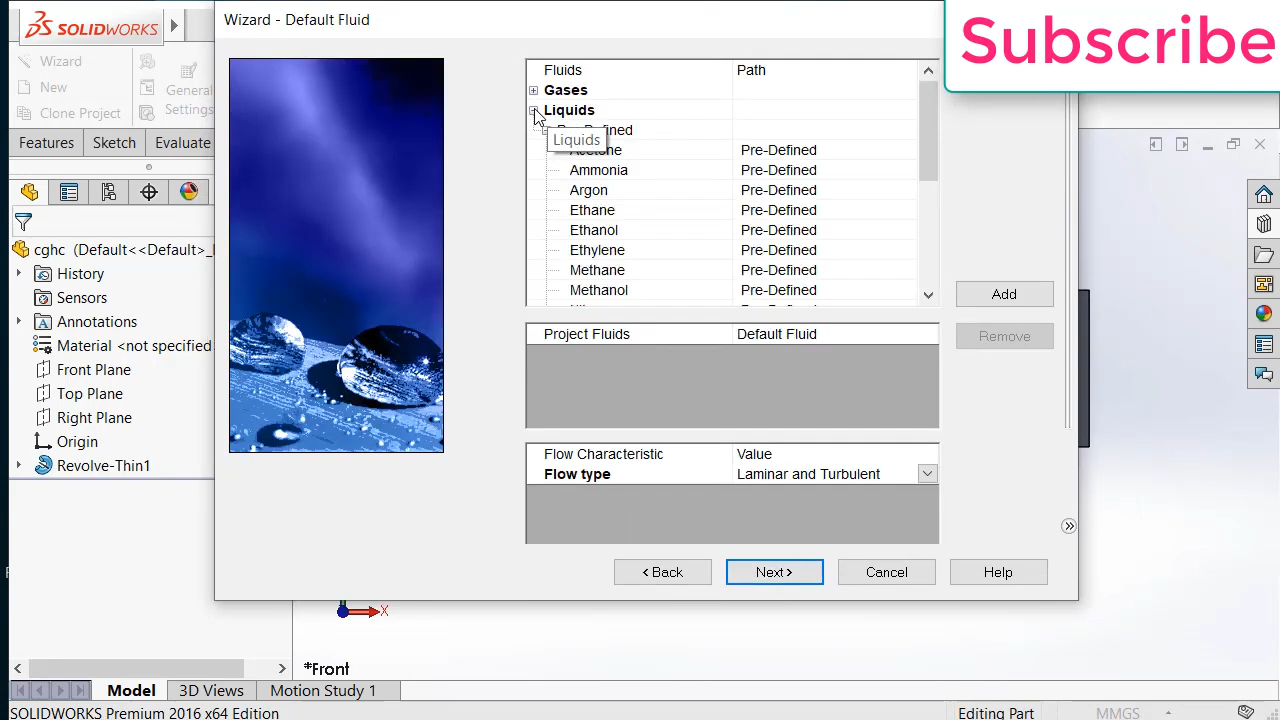 SOLIDWORKS
Wizard - Default Fluid
Subscribe
Wizard
New
Clone Project
General
Settings
Features
Sketch
Evaluate
cghc (Default<<Default>_
History
Sensors
Annotations
Material <not specified
Front Plane
Top Plane
Right Plane
Origin
Revolve-Thin1
Fluids Path
Gases
Liquids
Liquids
Acetone Pre-Defined
Ammonia Pre-Defined
Argon Pre-Defined
Ethane Pre-Defined
Ethanol Pre-Defined
Ethylene Pre-Defined
Methane Pre-Defined
Methanol Pre-Defined
Add
Project Fluids Default Fluid
Remove
Flow Characteristic Value
Flow type Laminar and Turbulent
< Back
Next >
Cancel
Help
X
*Front
Model
3D Views
Motion Study 1
SOLIDWORKS Premium 2016 x64 Edition
Editing Part
MMGS